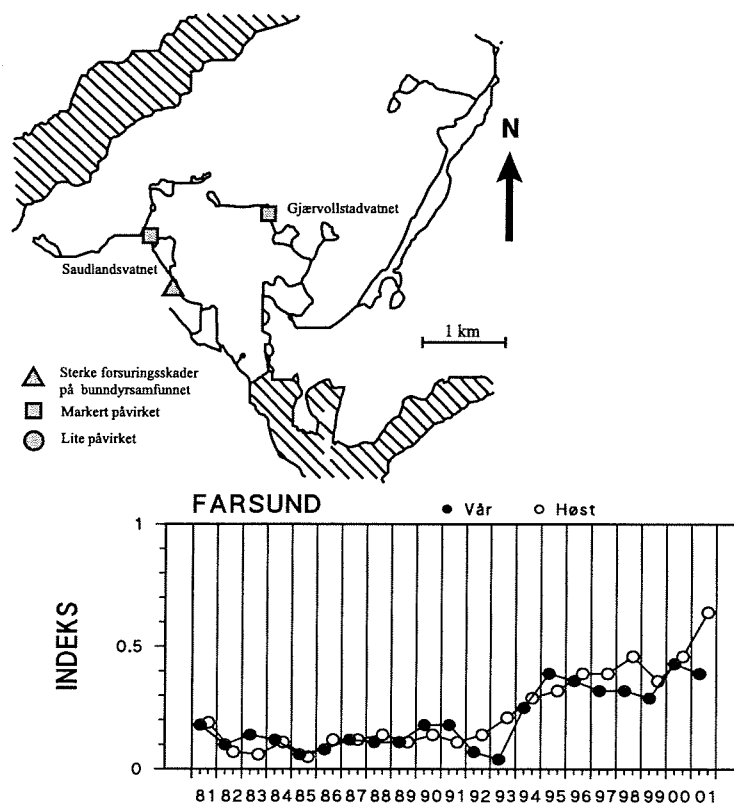 N
Gjærvollstadvatnet
Saudlandsvatnet
1 km
Sterke forsuringsskader
på bunndyrsamfunnet
Markert påvirket
Lite påvirket
FARSUND
Vår
Høst
1
0.5
0
INDEKS
81 82 83 84 85 86 87 88 89 90 91 92 93 94 95 96 97 98 99 00 01